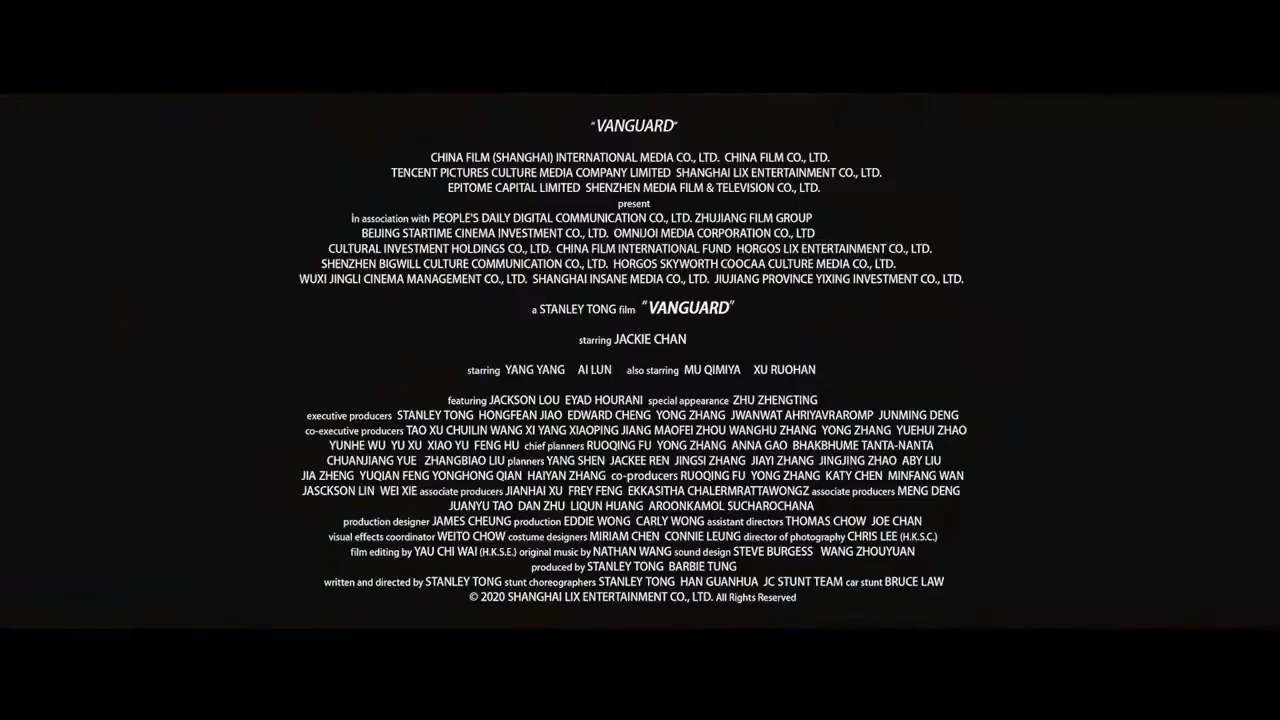 "VANGUARD"
CHINA FILM (SHANGHAI) INTERNATIONAL MEDIA CO., LTD. CHINA FILM CO., LTD.
TENCENT PICTURES CULTURE MEDIA COMPANY LIMITED SHANGHAI LIX ENTERTAINMENT CO., LTD.
EPITOME CAPITAL LIMITED SHENZHEN MEDIA FILM & TELEVISION CO., LTD.
present
in association with PEOPLE'S DAILY DIGITAL COMMUNICATION CO., LTD. ZHUJIANG FILM GROUP
BEIJING STARTIME CINEMA INVESTMENT CO., LTD. OMNIJOI MEDIA CORPORATION CO., LTD
CULTURAL INVESTMENT HOLDINGS CO., LTD. CHINA FILM INTERNATIONAL FUND HORGOS LIX ENTERTAINMENT CO., LTD.
SHENZHEN BIGWILL CULTURE COMMUNICATION CO., LTD. HORGOS SKYWORTH COOCAA CULTURE MEDIA CO., LTD.
WUXI JINGLI CINEMA MANAGEMENT CO., LTD. SHANGHAI INSANE MEDIA CO., LTD. JIUJIANG PROVINCE YIXING INVESTMENT CO., LTD.
a STANLEY TONG film "VANGUARD"
starring JACKIE CHAN
starring YANG YANG AI LUN also starring MU QIMIYA XU RUOHAN
featuring JACKSON LOU EYAD HOURANI special appearance ZHU ZHENGTING
executive producers STANLEY TONG HONGFEAN JIAO EDWARD CHENG YONG ZHANG JWANWAT AHRIYAVRAROMP JUNMING DENG
co-executive producers TAO XU CHUILIN WANG XI YANG XIAOPING JIANG MAOFEI ZHOU WANGHU ZHANG YONG ZHANG YUEHUI ZHAO
YUNHE WU YU XU XIAO YU FENG HU chief planners RUOQING FU YONG ZHANG ANNA GAO BHAKBHUME TANTA-NANTA
CHUANJIANG YUE ZHANGBIAO LIU planners YANG SHEN JACKEE REN JINGSI ZHANG JIAYI ZHANG JINGJING ZHAO ABY LIU
JIA ZHENG YUQIAN FENG YONGHONG QIAN HAIYAN ZHANG co-producers RUOQING FU YONG ZHANG KATY CHEN MINFANG WAN
JASCKSON LIN WEI XIE associate producers JIANHAI XU FREY FENG EKKASITHA CHALERMRATTAWONGZ associate producers MENG DENG
JUANYU TAO DAN ZHU LIQUN HUANG AROONKAMOL SUCHAROCHANA
production designer JAMES CHEUNG production EDDIE WONG CARLY WONG assistant directors THOMAS CHOW JOE CHAN
visual effects coordinator WEITO CHOW costume designers MIRIAM CHEN CONNIE LEUNG director of photography CHRIS LEE (H.K.S.C.)
film editing by YAU CHI WAI (H.K.S.E.) original music by NATHAN WANG sound design STEVE BURGESS WANG ZHOUYUAN
produced by STANLEY TONG BARBIE TUNG
written and directed by STANLEY TONG stunt choreographers STANLEY TONG HAN GUANHUA JC STUNT TEAM car stunt BRUCE LAW
© 2020 SHANGHAI LIX ENTERTAINMENT CO., LTD. All Rights Reserved